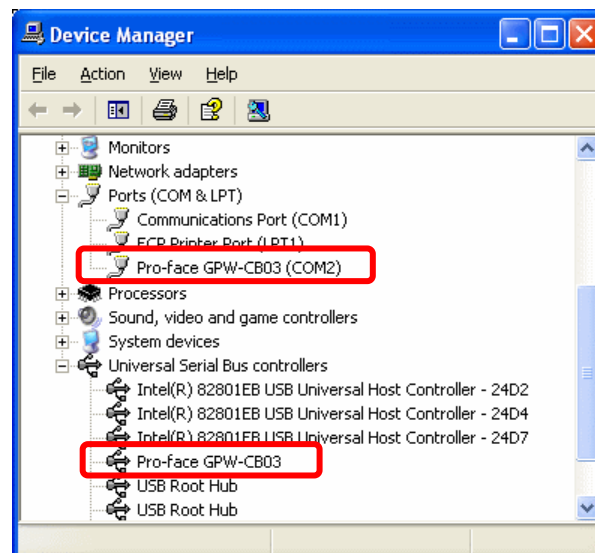 Device Manager
File Action View Help
Monitors
Network adapters
Ports (COM & LPT)
Communications Port (COM1)
ECP Printer Port (LPT1)
Pro-face GPW-CB03 (COM2)
Processors
Sound, video and game controllers
System devices
Universal Serial Bus controllers
Intel(R) 82801EB USB Universal Host Controller - 24D2
Intel(R) 82801EB USB Universal Host Controller - 24D4
Intel(R) 82801EB USB Universal Host Controller - 24D7
Pro-face GPW-CB03
USB Root Hub
USB Root Hub